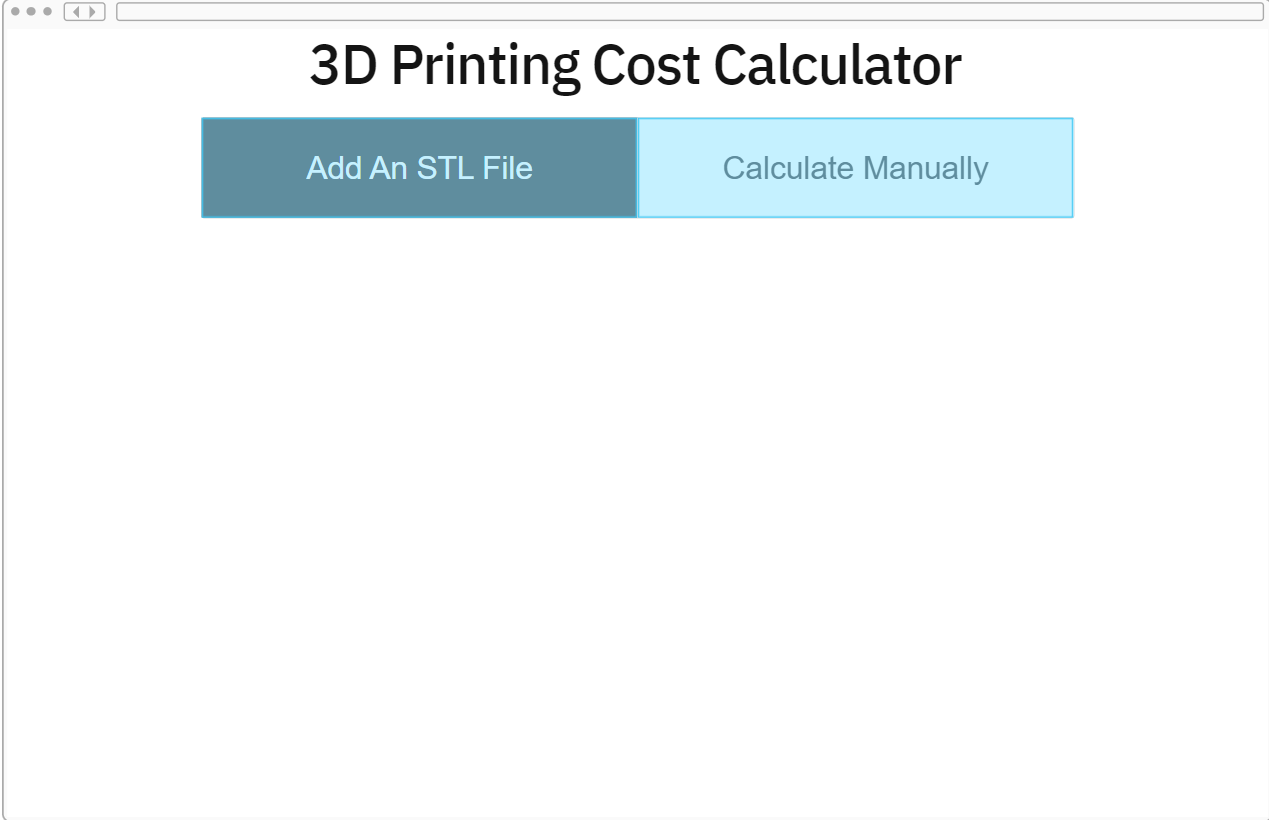 3D Printing Cost Calculator
Add An STL File
Calculate Manually